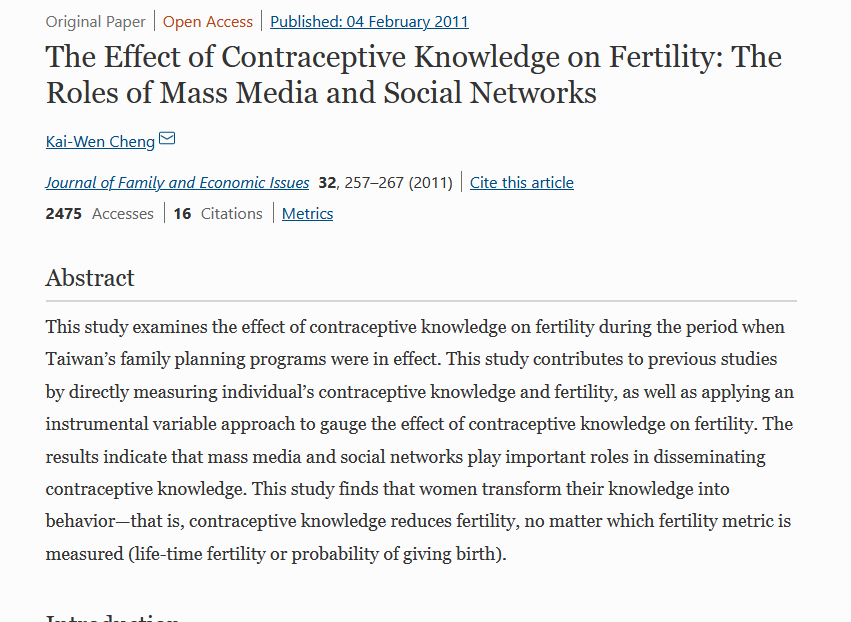 Original Paper | Open Access | Published: 04 February 2011
The Effect of Contraceptive Knowledge on Fertility: The
Roles of Mass Media and Social Networks
Kai-Wen Cheng
Journal of Family and Economic Issues 32, 257–267 (2011) | Cite this article
2475 Accesses | 16 Citations | Metrics
Abstract
This study examines the effect of contraceptive knowledge on fertility during the period when
Taiwan’s family planning programs were in effect. This study contributes to previous studies
by directly measuring individual’s contraceptive knowledge and fertility, as well as applying an
instrumental variable approach to gauge the effect of contraceptive knowledge on fertility. The
results indicate that mass media and social networks play important roles in disseminating
contraceptive knowledge. This study finds that women transform their knowledge into
behavior—that is, contraceptive knowledge reduces fertility, no matter which fertility metric is
measured (life-time fertility or probability of giving birth).
Introduction